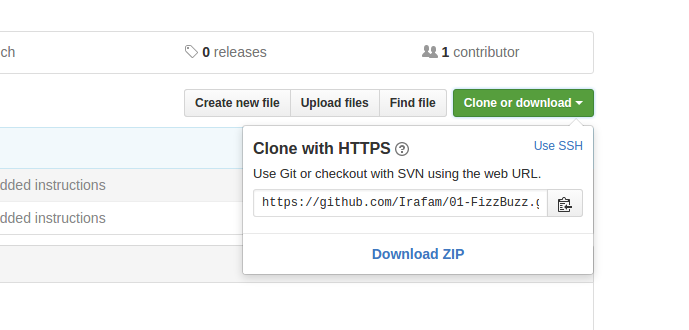 ch 0 releases 1 contributor
Create new file Upload files Find file Clone or download
Clone with HTTPS Use SSH
Use Git or checkout with SVN using the web URL.
dded instructions
https://github.com/Irafam/01-FizzBuzz.g
dded instructions
Download ZIP